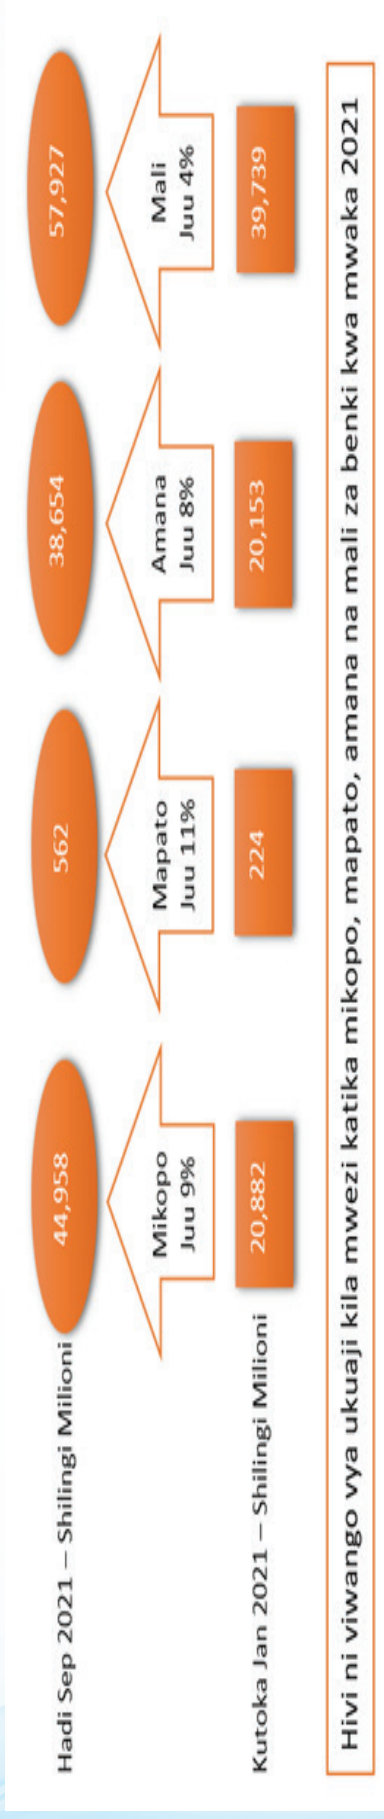 Hadi Sep 2021 – Shilingi Milioni
44,958
562
38,654
57,927
Mikopo
Juu 9%
Mapato
Juu 11%
Amana
Juu 8%
Mali
Juu 4%
Kutoka Jan 2021 – Shilingi Milioni
20,882
224
20,153
39,739
Hivi ni viwango vya ukuaji kila mwezi katika mikopo, mapato, amana na mali za benki kwa mwaka 2021